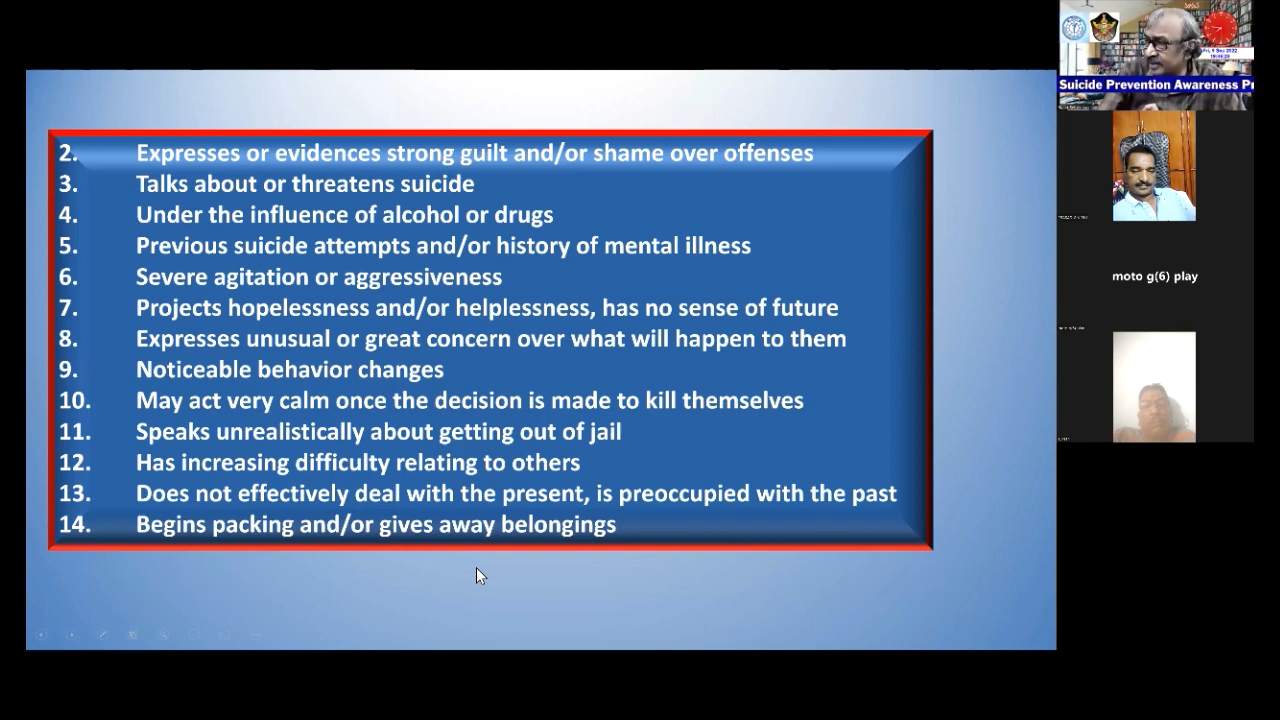 2. Expresses or evidences strong guilt and/or shame over offenses
3. Talks about or threatens suicide
4. Under the influence of alcohol or drugs
5. Previous suicide attempts and/or history of mental illness
6. Severe agitation or aggressiveness
7. Projects hopelessness and/or helplessness, has no sense of future
8. Expresses unusual or great concern over what will happen to them
9. Noticeable behavior changes
10. May act very calm once the decision is made to kill themselves
11. Speaks unrealistically about getting out of jail
12. Has increasing difficulty relating to others
13. Does not effectively deal with the present, is preoccupied with the past
14. Begins packing and/or gives away belongings
Suicide Prevention Awareness P
moto g(6) play